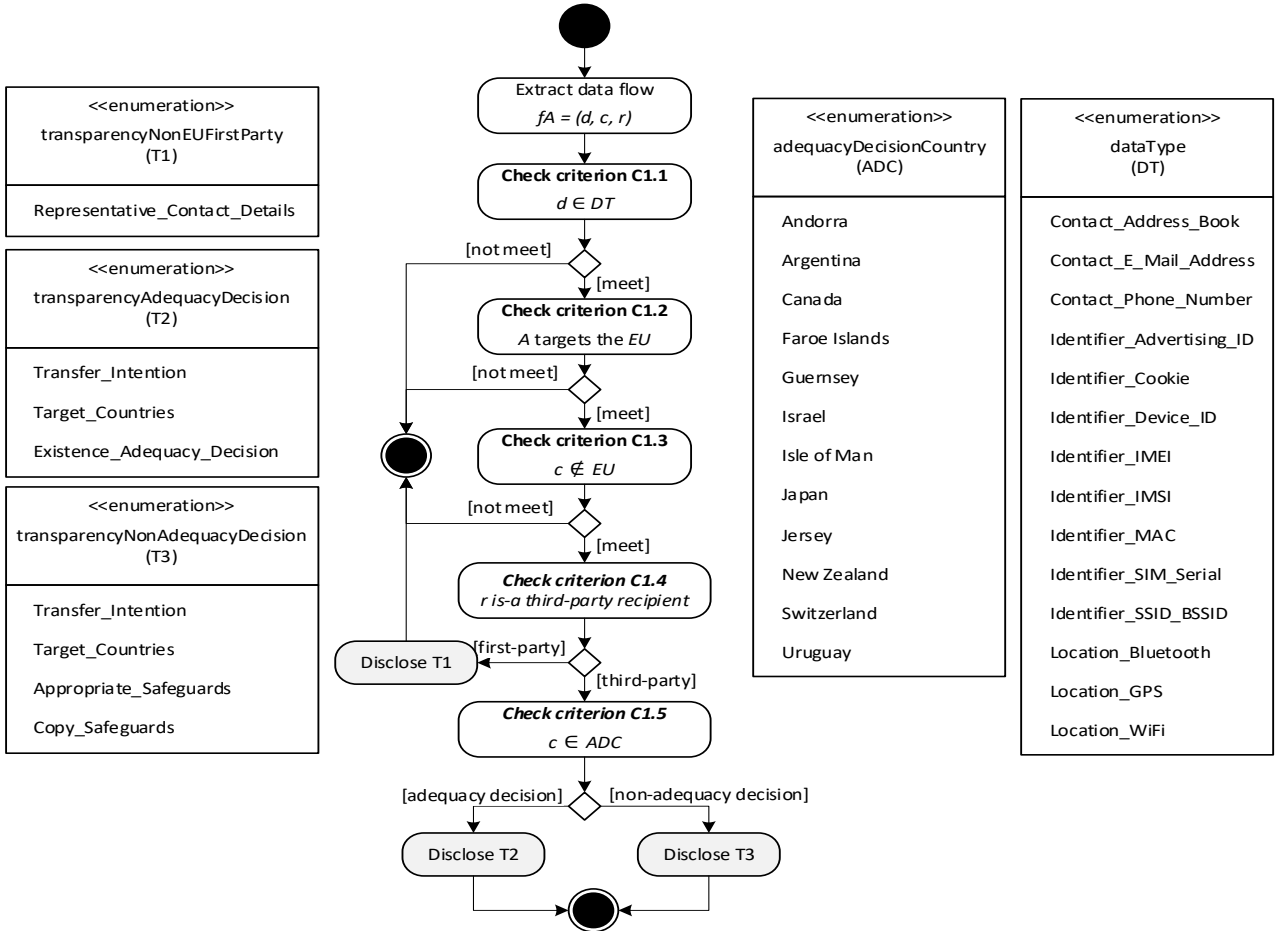 <<enumeration>>
transparencyNonEUFirstParty
(T1)
Representative_Contact_Details
<<enumeration>>
transparencyAdequacyDecision
(T2)
Transfer_Intention
Target_Countries
Existence_Adequacy_Decision
<<enumeration>>
transparencyNonAdequacyDecision
(T3)
Transfer_Intention
Target_Countries
Appropriate_Safeguards
Copy_Safeguards
Extract data flow
fA = (d, c, r)
Check criterion C1.1
d ∈ DT
[not meet]
[meet]
Check criterion C1.2
A targets the EU
[not meet]
[meet]
Check criterion C1.3
c ∉ EU
[not meet]
[meet]
Check criterion C1.4
r is-a third-party recipient
[first-party]
Disclose T1
[third-party]
Check criterion C1.5
c ∈ ADC
[adequacy decision]
[non-adequacy decision]
Disclose T2
Disclose T3
<<enumeration>>
adequacyDecisionCountry
(ADC)
Andorra
Argentina
Canada
Faroe Islands
Guernsey
Israel
Isle of Man
Japan
Jersey
New Zealand
Switzerland
Uruguay
<<enumeration>>
dataType
(DT)
Contact_Address_Book
Contact_E_Mail_Address
Contact_Phone_Number
Identifier_Advertising_ID
Identifier_Cookie
Identifier_Device_ID
Identifier_IMEI
Identifier_IMSI
Identifier_MAC
Identifier_SIM_Serial
Identifier_SSID_BSSID
Location_Bluetooth
Location_GPS
Location_WiFi